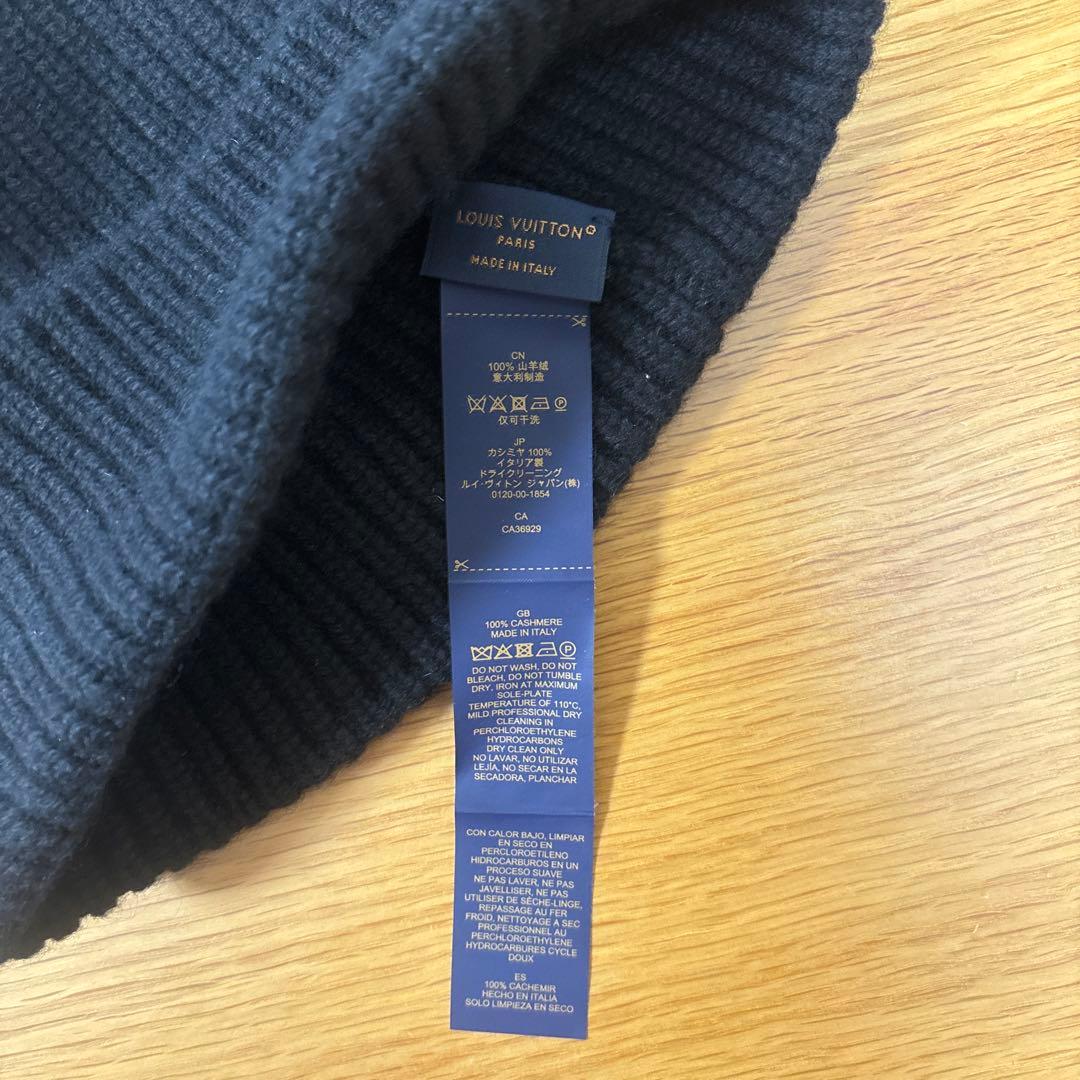 LOUIS VUITTON
PARIS
MADE IN ITALY
CN
100% 山羊绒
意大利制造
P
仅可干洗
JP
カシミヤ 100%
イタリア製
ドライクリーニング
ルイ·ヴィトン ジャパン(株)
0120-00-1854
CA
CA36929
GB
100% CASHMERE
MADE IN ITALY
P
DO NOT WASH, DO NOT
BLEACH, DO NOT TUMBLE
DRY, IRON AT MAXIMUM
SOLE-PLATE
TEMPERATURE OF 110°C,
MILD PROFESSIONAL DRY
CLEANING IN
PERCHLOROETHYLENE
HYDROCARBONS
DRY CLEAN ONLY
NO LAVAR, NO UTILIZAR
LEJÍA, NO SECAR EN LA
SECADORA, PLANCHAR
CON CALOR BAJO, LIMPIAR
EN SECO EN
PERCLOROETILENO
HIDROCARBUROS EN UN
PROCESO SUAVE
NE PAS LAVER, NE PAS
JAVELLISER, NE PAS
UTILISER DE SÈCHE-LINGE,
REPASSAGE AU FER
FROID, NETTOYAGE A SEC
PROFESSIONNEL AU
PERCHLOROETHYLENE
HYDROCARBURES CYCLE
DOUX
ES
100% CACHEMIR
HECHO EN ITALIA
SOLO LIMPIEZA EN SECO